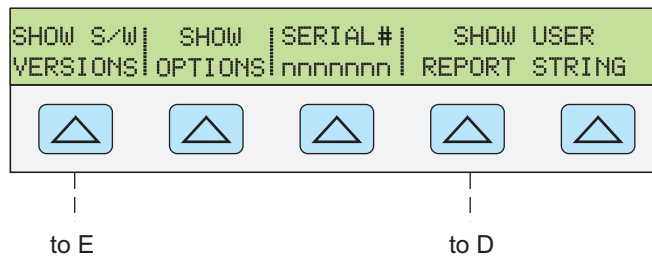 SHOW S/W SHOW SERIAL# SHOW USER
VERSIONS OPTIONS nnnnnnn REPORT STRING
to E to D